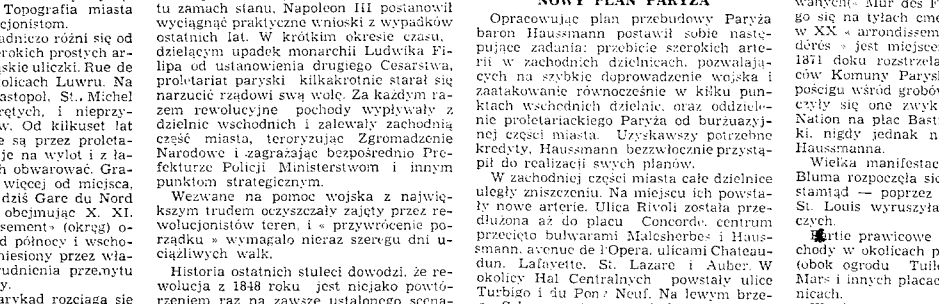 Topografia miasta
cjonistom.
adniczo różni się od
erokich prostych ar-
skie uliczki. Rue de
olicach Luwru. Na
astopol, St., Michel
rętych, i nieprzy-
w. Od kilkuset lat
e są przez proleta-
je na wylot i z ła-
h obwarować. Gra-
więcej od miejsca,
dziś Gare du Nord
obejmując X. XI.
sement» (okręg) o-
d północy i wscho-
niesiony przez wła-
rudnienia przemytu
y.
arykad rozciąga się
tu zamach stanu, Napoleon III postanowił
wyciągnąć praktyczne wnioski z wypadków
ostatnich lat. W krótkim okresie czasu,
dzielącym upadek monarchii Ludwika Fi-
lipa od ustanowienia drugiego Cesarstwa,
proletariat paryski kilkakrotnie starał się
narzucić rządowi swą wolę. Za każdym ra-
zem rewolucyjne pochody wypływały z
dzielnic wschodnich i zalewały zachodnią
część miasta, teroryzując Zgromadzenie
Narodowe i zagrażając bezpośrednio Pre-
fekturze Policji Ministerstwom i innym
punktom strategicznym.
Wezwane na pomoc wojska z najwię-
kszym trudem oczyszczały zajęty przez re-
wolucjonistów teren, i « przywrócenie po-
rządku » wymagało nieraz szeregu dni u-
ciążliwych walk.
Historia ostatnich stuleci dowodzi, że re-
wolucja z 1848 roku jest niejako powtó-
rzeniem raz na zawsze ustalonego scena-
NOWY PLAN PARYŻA
Opracowując plan przebudowy Paryża
baron Haussmann postawił sobie nastę-
pujące zadania: przebicie szerokich arte-
rii w zachodnich dzielnicach, pozwalają-
cych na szybkie doprowadzenie wojska i
zaatakowanie równocześnie w kilku pun-
ktach wschodnich dzielnic, oraz oddziele-
nie proletariackiego Paryża od burżuazyj-
nej części miasta. Uzyskawszy potrzebne
kredyty, Haussmann bezzwłocznie przystą-
pił do realizacji swych planów.
W zachodniej części miasta całe dzielnice
uległy zniszczeniu. Na miejscu ich powsta-
ły nowe arterie. Ulica Rivoli została prze-
dłużona aż do placu Concorde, centrum
przecięto bulwarami Malesherbes i Haus-
smann, avenue de l'Opera, ulicami Chateau-
dun, Lafayette, St. Lazare i Auber. W
okolicy Hal Centralnych powstały ulice
Turbigo i du Pont Neuf. Na lewym brze-
wanych« Mur des F
go się na tyłach cme
w XX « arrondissem
dérés » jest miejsce
1871 doku rozstrzela
ców Komuny Parysk
pościgu wśród grobów
czyły się one zwyk
Nation na plac Bast
ki. nigdy jednak n
Haussmanna.
Wielka manifestac
Bluma rozpoczęła się
stamtąd — poprzez
St. Louis wyruszyła
czych.
Partie prawicowe
chody w okolicach p
(obok ogrodu Tuile
Mars i innych placac
nicach.